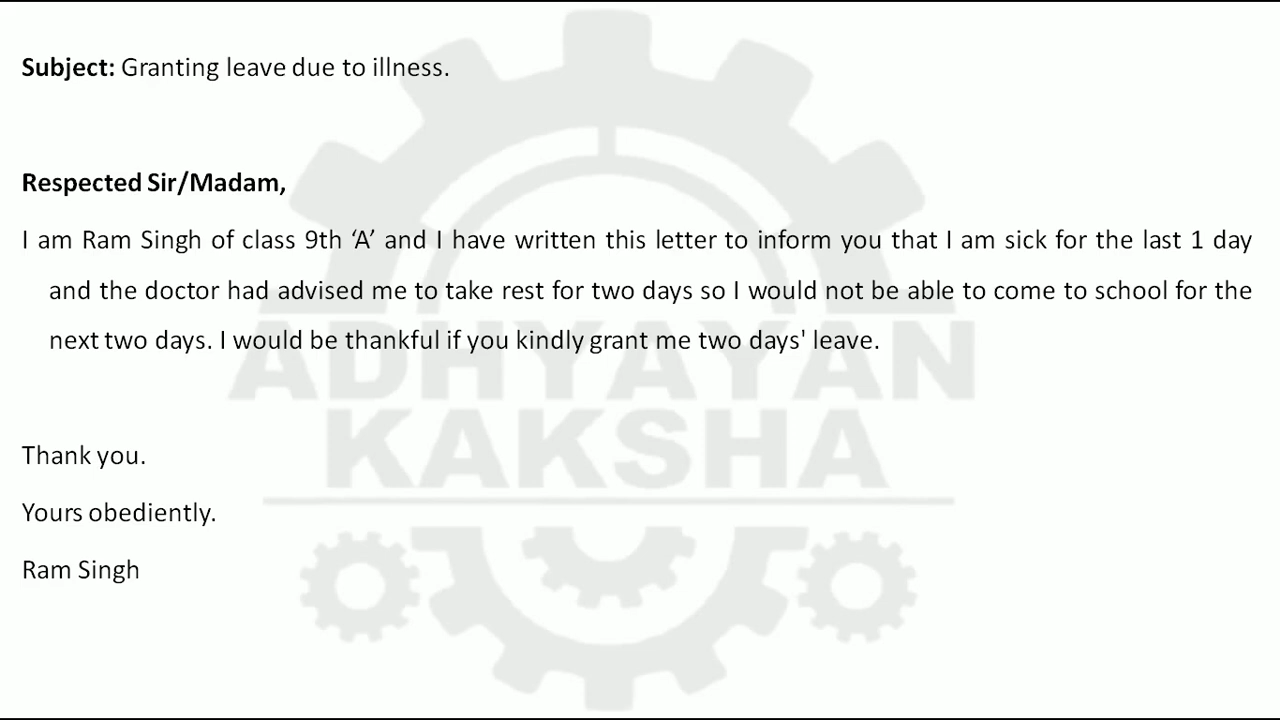 Subject: Granting leave due to illness.
Respected Sir/Madam,
I am Ram Singh of class 9th ‘A’ and I have written this letter to inform you that I am sick for the last 1 day
and the doctor had advised me to take rest for two days so I would not be able to come to school for the
next two days. I would be thankful if you kindly grant me two days' leave.
ADHYAYAN
KAKSHA
Thank you.
Yours obediently.
Ram Singh